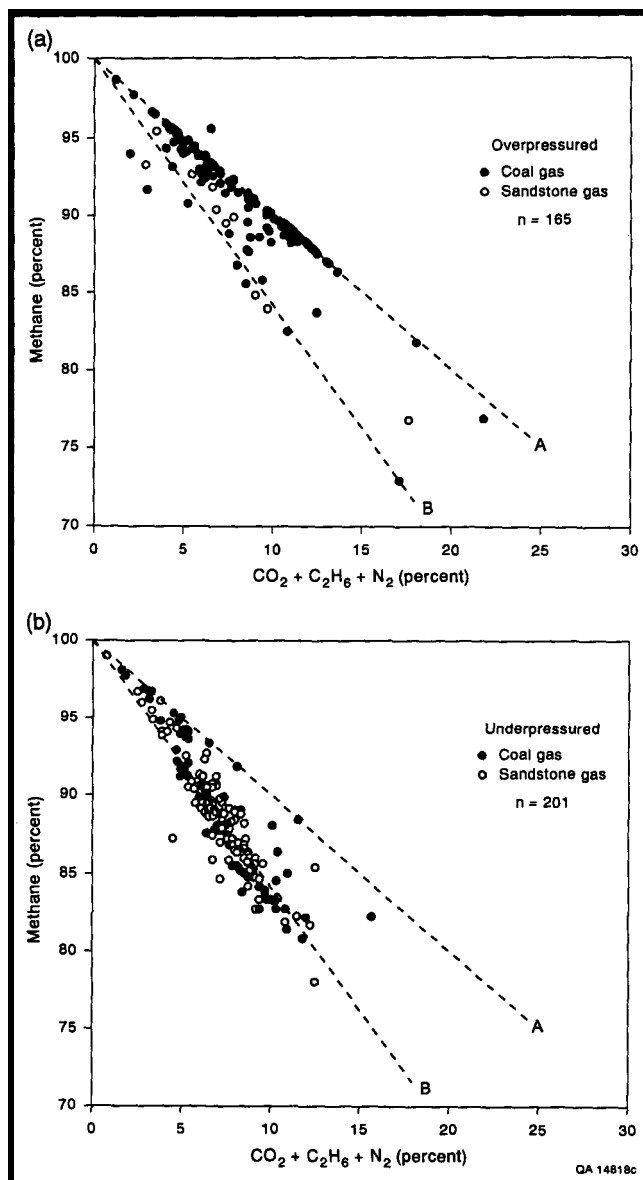 (a)
100
95
90
85
80
75
70
Methane (percent)
Overpressured
Coal gas
Sandstone gas
n = 165
A
B
0 5 10 15 20 25 30
CO₂ + C₂H₆ + N₂ (percent)
(b)
100
95
90
85
80
75
70
Methane (percent)
Underpressured
Coal gas
Sandstone gas
n = 201
A
B
0 5 10 15 20 25 30
CO₂ + C₂H₆ + N₂ (percent)
QA 14818c